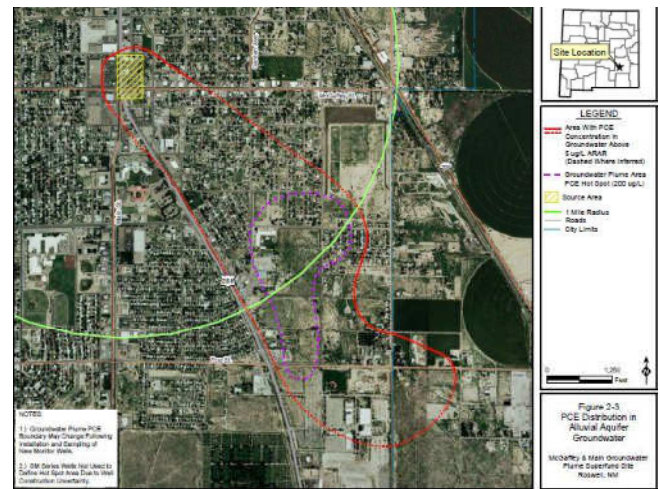 Site Location
LEGEND
Area With PCE
Concentration in
Groundwater Above
5 ug/L ARAR
(Dashed Where Inferred)
Groundwater Plume Area
PCE Hot Spot (200 ug/L)
Source Area
1 Mile Radius
Roads
City Limits
0 1,250
Feet
Figure 2-3
PCE Distribution in
Alluvial Aquifer
Groundwater
McGaffey & Main Groundwater
Plume Superfund Site
Roswell, NM
NOTES:
1.) Groundwater Plume PCE
Boundary May Change Following
Installation and Sampling of
New Monitor Wells.
2.) Wells Not Used to
Define Hot Spot Area Due to Well
Construction Uncertainty.